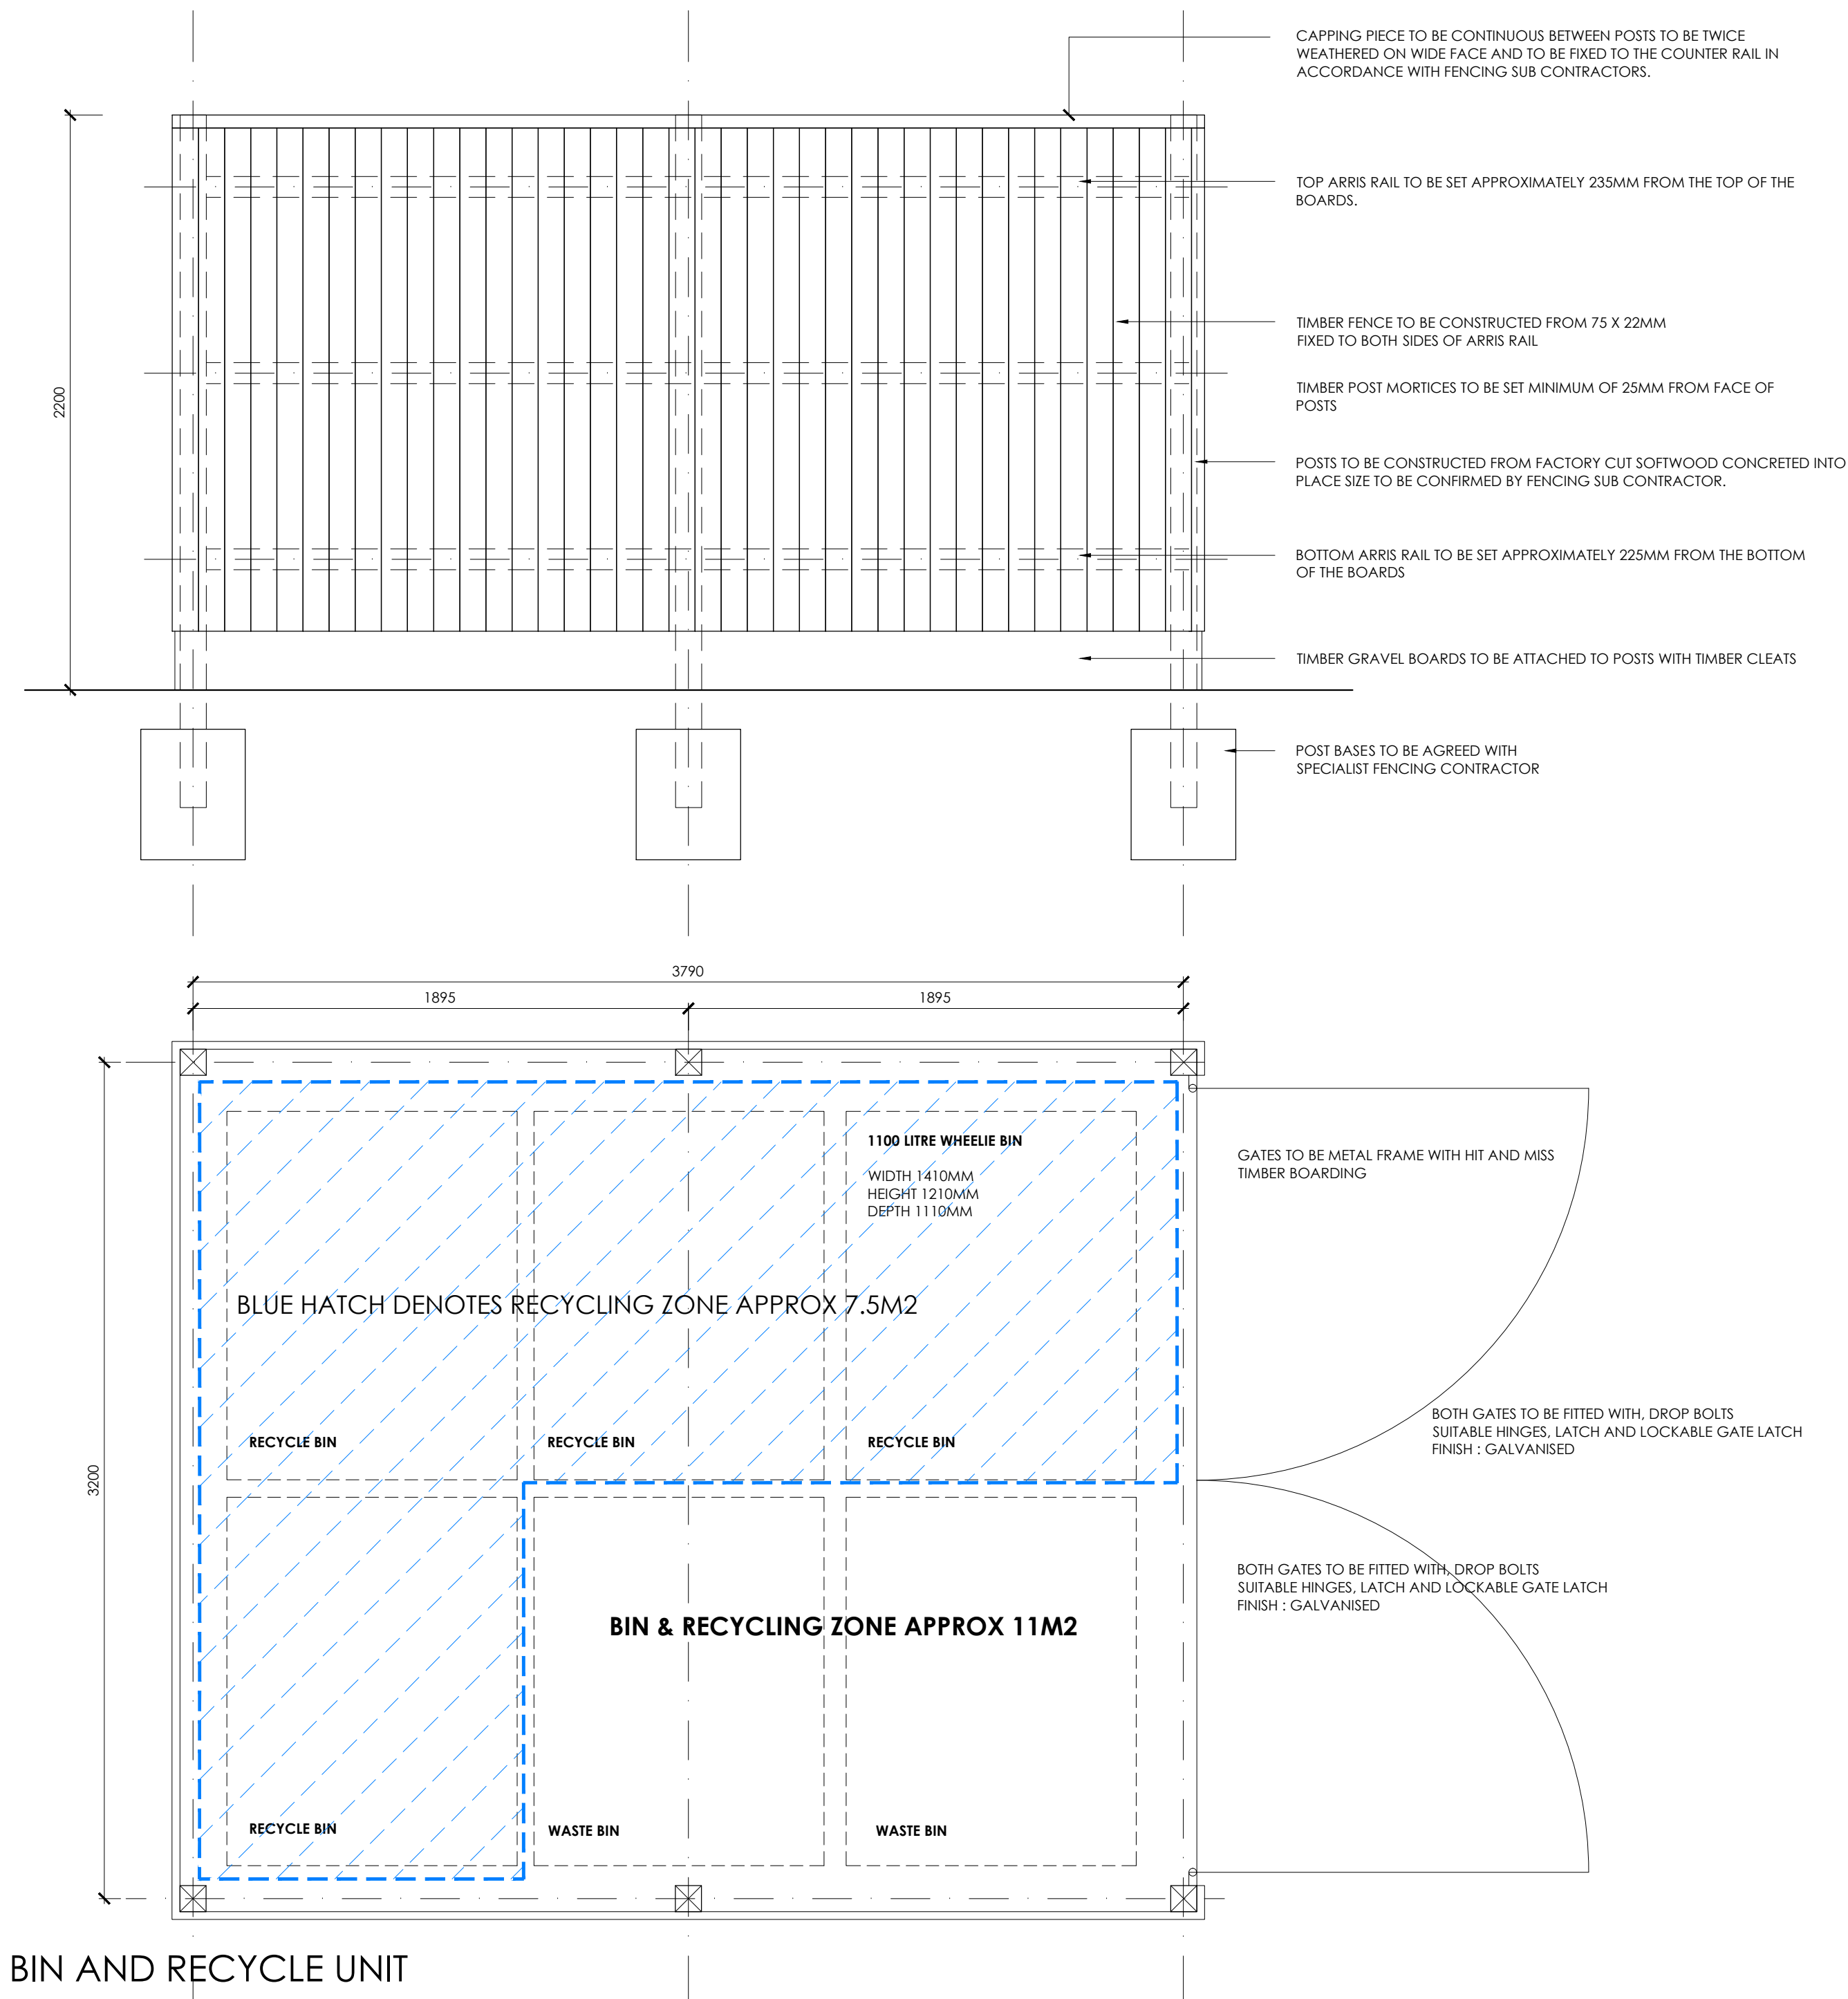 CAPPING PIECE TO BE CONTINUOUS BETWEEN POSTS TO BE TWICE
WEATHERED ON WIDE FACE AND TO BE FIXED TO THE COUNTER RAIL IN
ACCORDANCE WITH FENCING SUB CONTRACTORS.
TOP ARRIS RAIL TO BE SET APPROXIMATELY 235MM FROM THE TOP OF THE
BOARDS.
TIMBER FENCE TO BE CONSTRUCTED FROM 75 X 22MM
FIXED TO BOTH SIDES OF ARRIS RAIL
2200
TIMBER POST MORTICES TO BE SET MINIMUM OF 25MM FROM FACE OF
POSTS
POSTS TO BE CONSTRUCTED FROM FACTORY CUT SOFTWOOD CONCRETED INTO
PLACE SIZE TO BE CONFIRMED BY FENCING SUB CONTRACTOR.
BOTTOM ARRIS RAIL TO BE SET APPROXIMATELY 225MM FROM THE BOTTOM
OF THE BOARDS
TIMBER GRAVEL BOARDS TO BE ATTACHED TO POSTS WITH TIMBER CLEATS
POST BASES TO BE AGREED WITH
SPECIALIST FENCING CONTRACTOR
3790
1895
1895
1100 LITRE WHEELIE BIN
WIDTH 1410MM
HEIGHT 1210MM
DEPTH 1110MM
GATES TO BE METAL FRAME WITH HIT AND MISS
TIMBER BOARDING
BLUE HATCH DENOTES RECYCLING ZONE APPROX 7.5M2
RECYCLE BIN
RECYCLE BIN
RECYCLE BIN
BOTH GATES TO BE FITTED WITH, DROP BOLTS
SUITABLE HINGES, LATCH AND LOCKABLE GATE LATCH
FINISH : GALVANISED
3200
BOTH GATES TO BE FITTED WITH, DROP BOLTS
SUITABLE HINGES, LATCH AND LOCKABLE GATE LATCH
FINISH : GALVANISED
BIN & RECYCLING ZONE APPROX 11M2
RECYCLE BIN
WASTE BIN
WASTE BIN
BIN AND RECYCLE UNIT